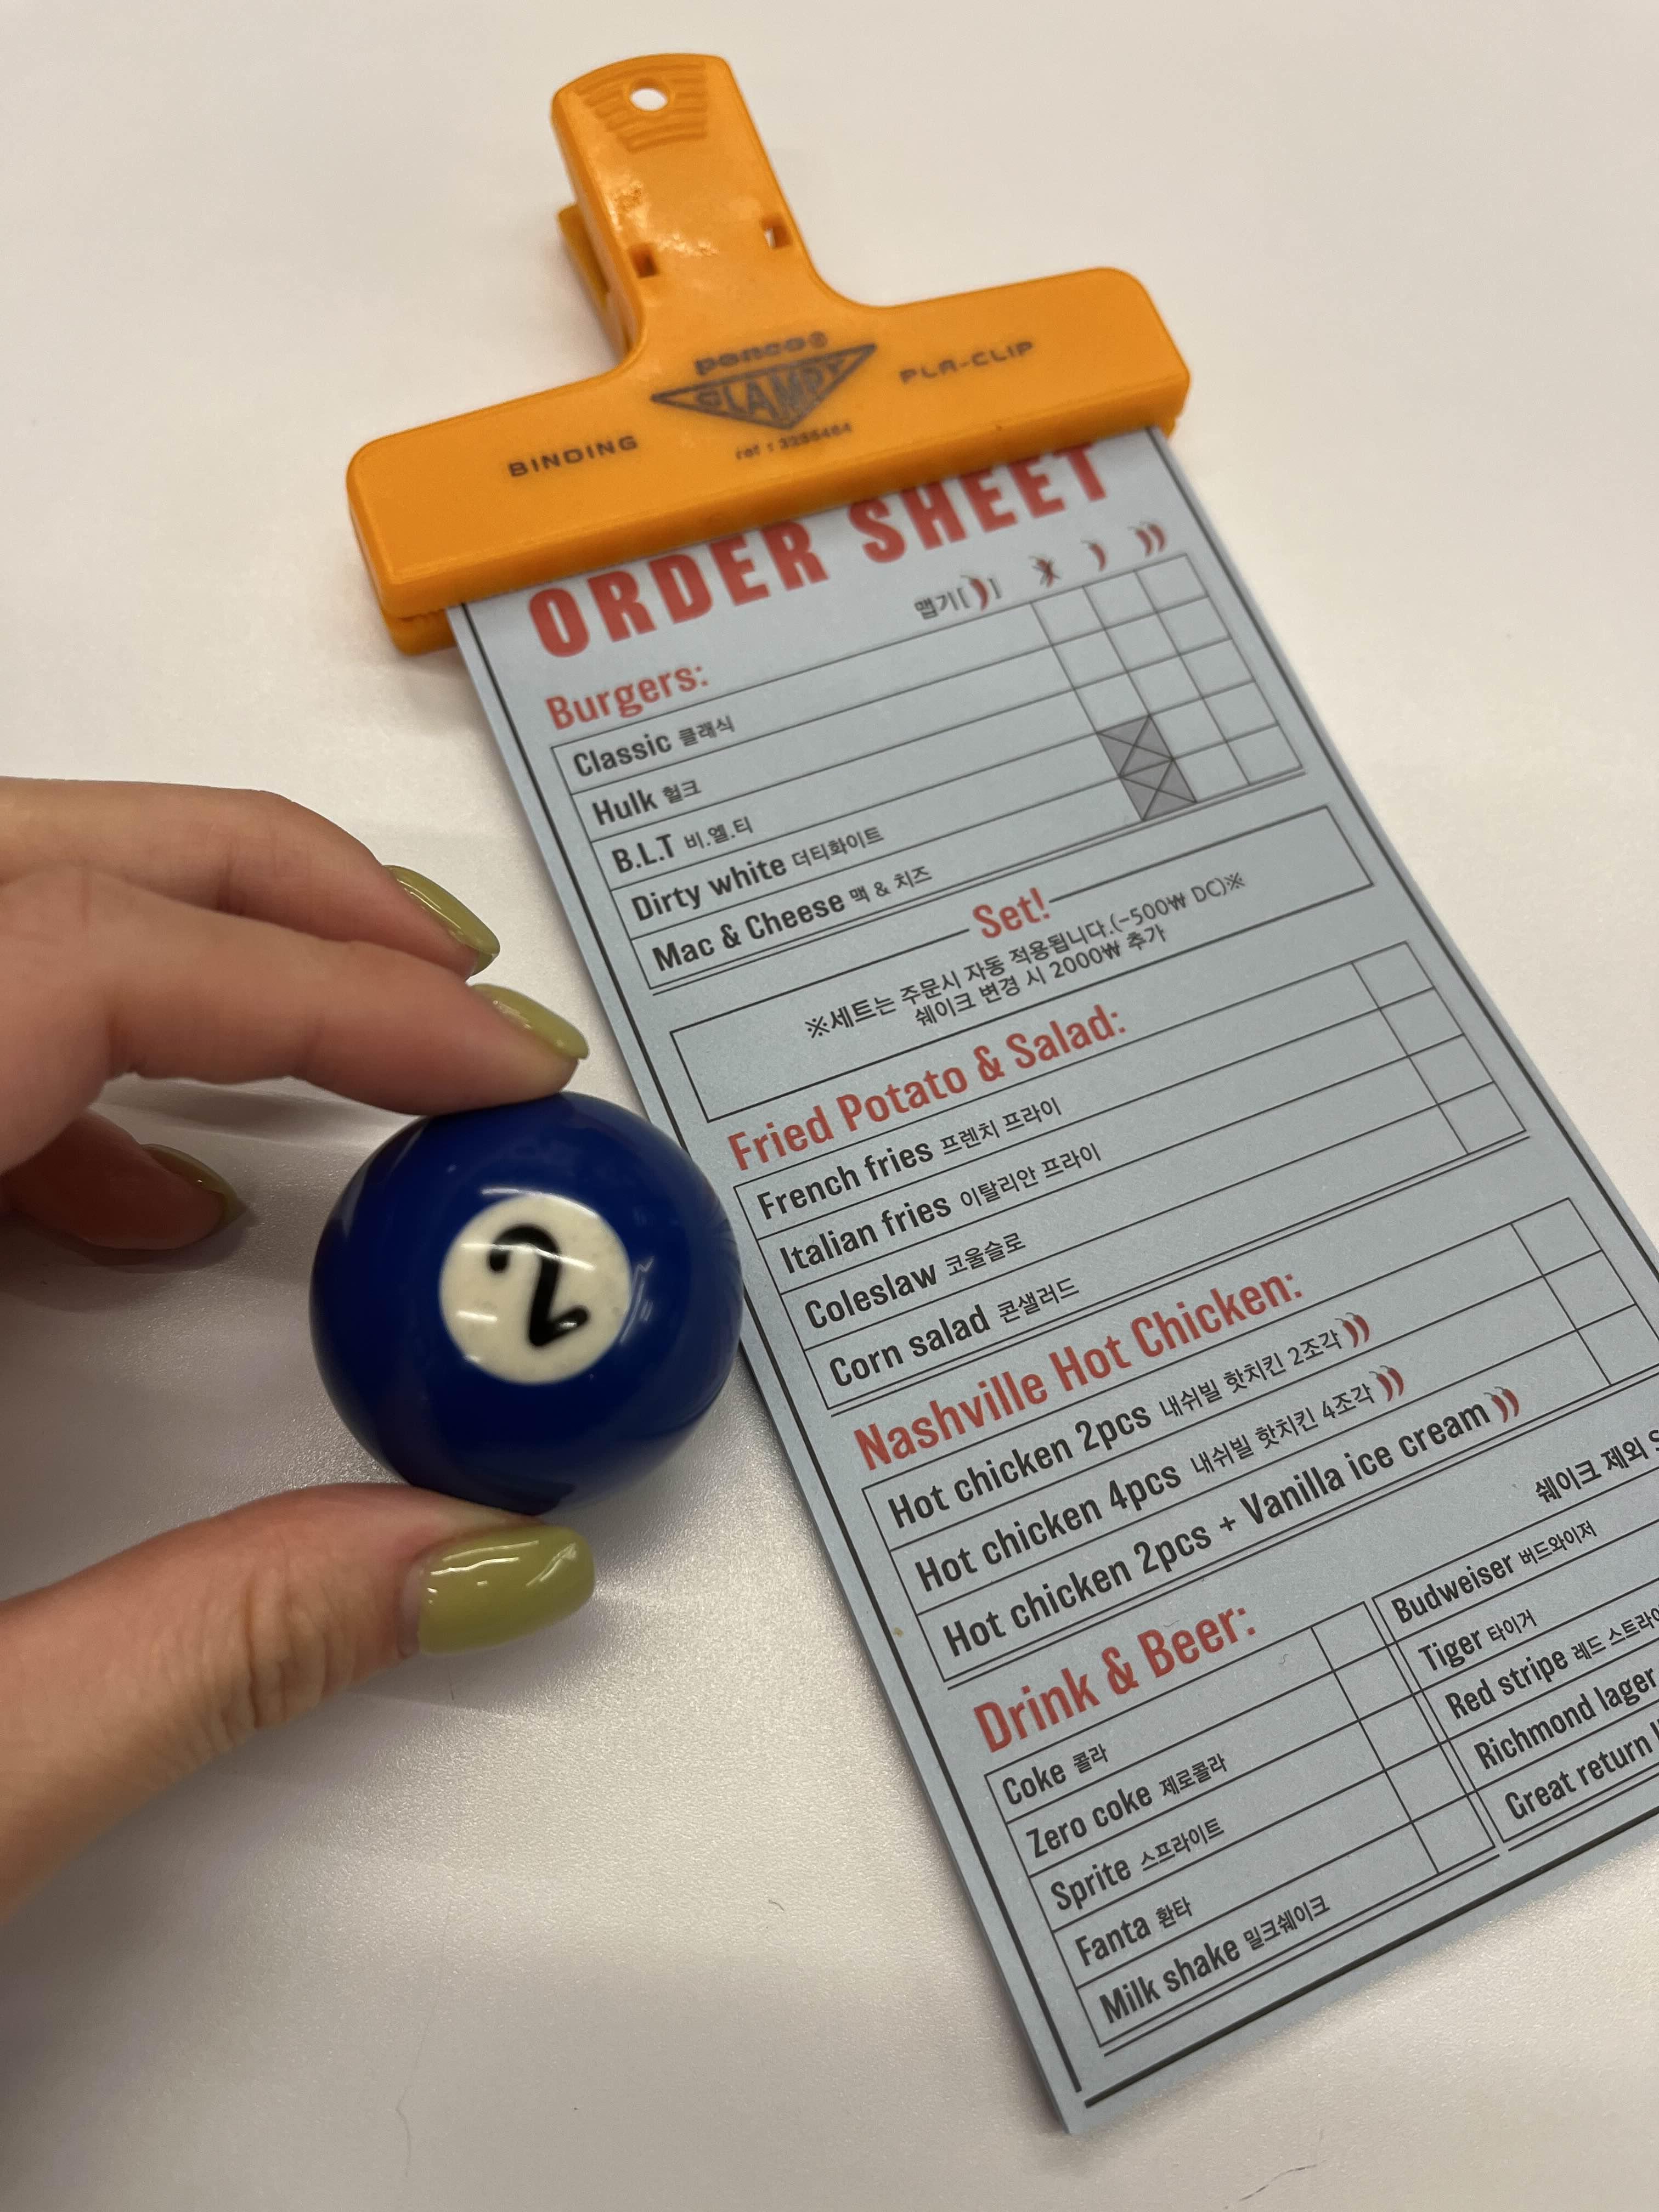 penco®
CLAMPY
BINDING
PLA-CLIP
ref : 3255464
ORDER SHEET
맵기[ ]
Burgers:
Classic 클래식
Hulk 헐크
B.L.T 비.엘.티
Dirty white 더티화이트
Mac & Cheese 맥 & 치즈
Set!
※세트는 주문시 자동 적용됩니다.(-500₩ DC)※
쉐이크 변경 시 2000₩ 추가
Fried Potato & Salad:
French fries 프렌치 프라이
Italian fries 이탈리안 프라이
Coleslaw 코울슬로
Corn salad 콘샐러드
Nashville Hot Chicken:
Hot chicken 2pcs 내쉬빌 핫치킨 2조각
Hot chicken 4pcs 내쉬빌 핫치킨 4조각
Hot chicken 2pcs + Vanilla ice cream
쉐이크 제외 S
Drink & Beer:
Coke 콜라
Zero coke 제로콜라
Sprite 스프라이트
Fanta 환타
Milk shake 밀크쉐이크
Budweiser 버드와이저
Tiger 타이거
Red stripe 레드 스트라이
Richmond lager
Great return
2